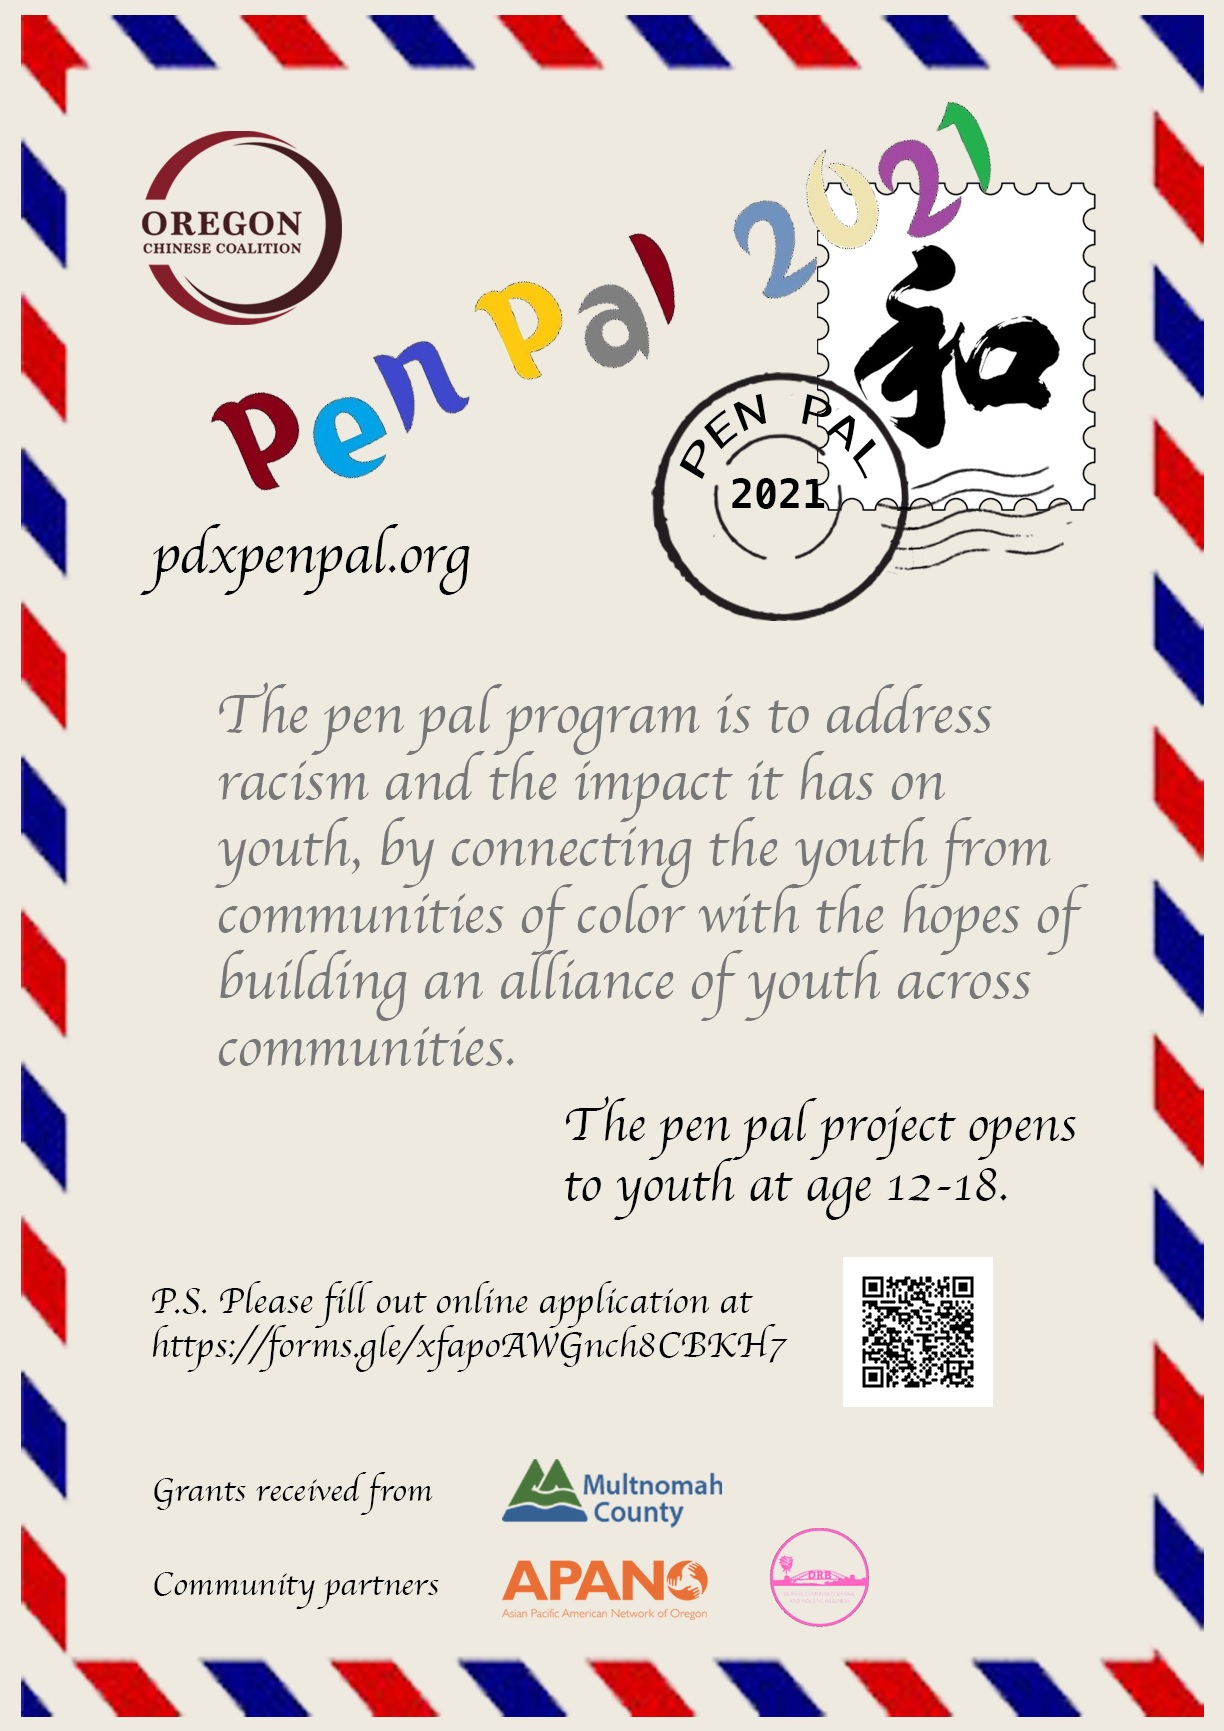 OREGON
CHINESE COALITION
Pen Pal 2021
和
PEN PAL
2021
pdxpenpal.org
The pen pal program is to address
racism and the impact it has on
youth, by connecting the youth from
communities of color with the hopes of
building an alliance of youth across
communities.
The pen pal project opens
to youth at age 12-18.
P.S. Please fill out online application at
https://forms.gle/xfapoAWGnch8CBKH7
Grants received from
Multnomah
County
Community partners
APANO
Asian Pacific American Network of Oregon
DRB